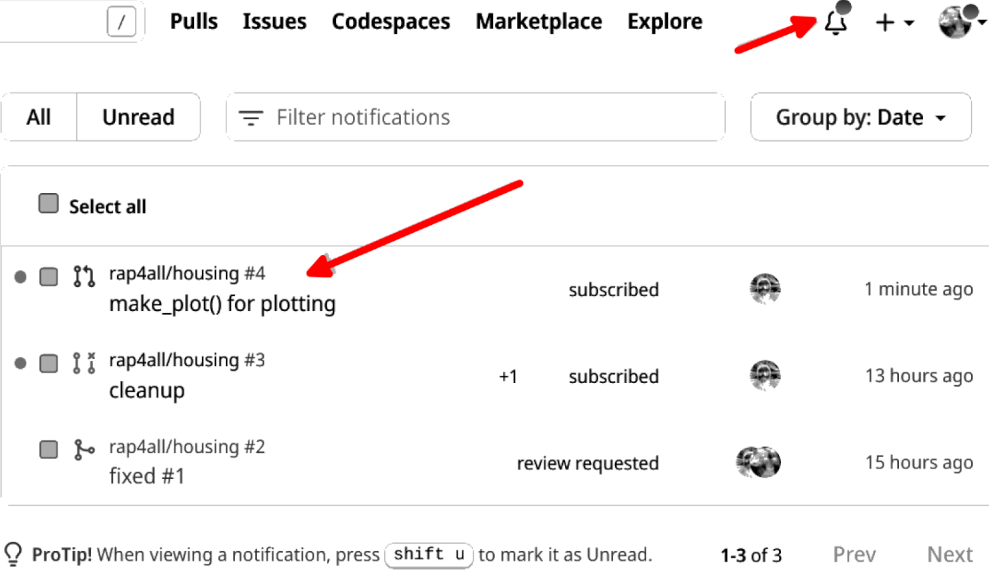 / Pulls Issues Codespaces Marketplace Explore
All Unread Filter notifications Group by: Date
Select all
rap4all/housing #4
make_plot() for plotting
subscribed
1 minute ago
rap4all/housing #3
cleanup
+1 subscribed
13 hours ago
rap4all/housing #2
fixed #1
review requested
15 hours ago
ProTip! When viewing a notification, press shift u to mark it as Unread.
1-3 of 3 Prev Next